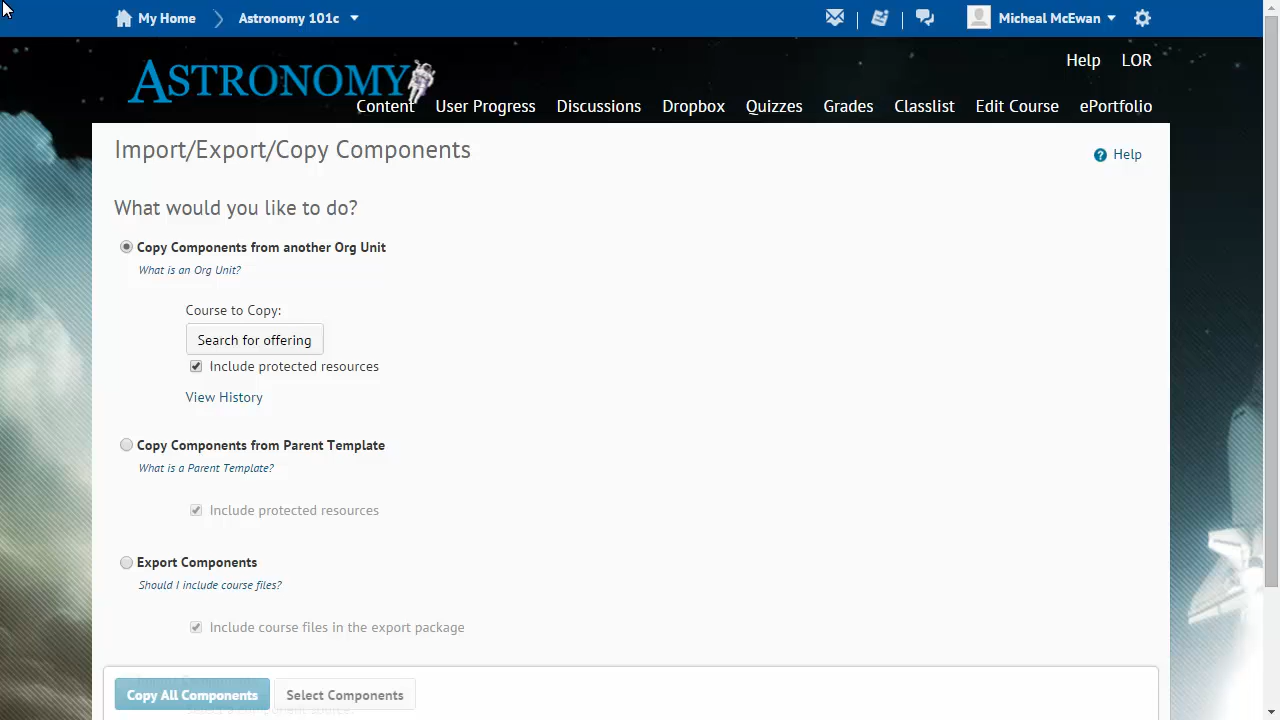 My Home Astronomy 101c Micheal McEwan
Help LOR
ASTRONOMY
Content User Progress Discussions Dropbox Quizzes Grades Classlist Edit Course ePortfolio
Import/Export/Copy Components
Help
What would you like to do?
Copy Components from another Org Unit
What is an Org Unit?
Course to Copy:
Search for offering
Include protected resources
View History
Copy Components from Parent Template
What is a Parent Template?
Include protected resources
Export Components
Should I include course files?
Include course files in the export package
Copy All Components Select Components